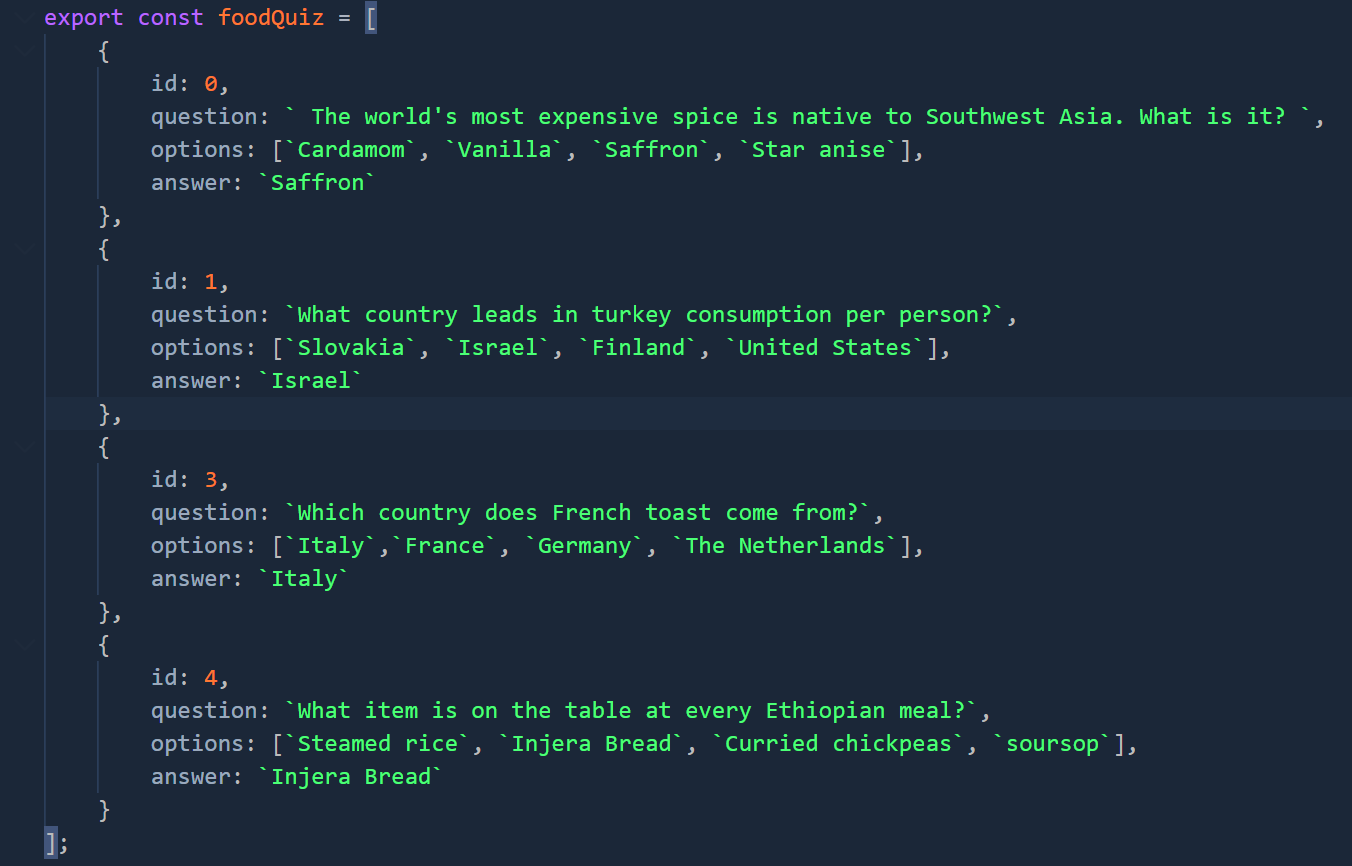 export const foodQuiz = [
    {
        id: 0,
        question: ` The world's most expensive spice is native to Southwest Asia. What is it? `,
        options: [`Cardamom`, `Vanilla`, `Saffron`, `Star anise`],
        answer: `Saffron`
    },
    {
        id: 1,
        question: `What country leads in turkey consumption per person?`,
        options: [`Slovakia`, `Israel`, `Finland`, `United States`],
        answer: `Israel`
    },
    {
        id: 3,
        question: `Which country does French toast come from?`,
        options: [`Italy`,`France`, `Germany`, `The Netherlands`],
        answer: `Italy`
    },
    {
        id: 4,
        question: `What item is on the table at every Ethiopian meal?`,
        options: [`Steamed rice`, `Injera Bread`, `Curried chickpeas`, `soursop`],
        answer: `Injera Bread`
    }
];